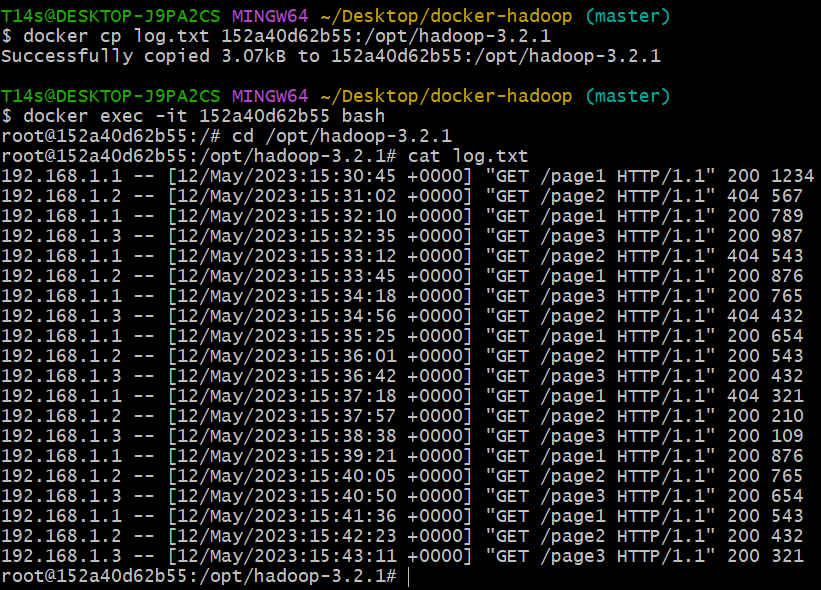 T14s@DESKTOP-J9PA2CS MINGW64 ~/Desktop/docker-hadoop (master)
$ docker cp log.txt 152a40d62b55:/opt/hadoop-3.2.1
Successfully copied 3.07kB to 152a40d62b55:/opt/hadoop-3.2.1
T14s@DESKTOP-J9PA2CS MINGW64 ~/Desktop/docker-hadoop (master)
$ docker exec -it 152a40d62b55 bash
root@152a40d62b55:/# cd /opt/hadoop-3.2.1
root@152a40d62b55:/opt/hadoop-3.2.1# cat log.txt
192.168.1.1 -- [12/May/2023:15:30:45 +0000] "GET /page1 HTTP/1.1" 200 1234
192.168.1.2 -- [12/May/2023:15:31:02 +0000] "GET /page2 HTTP/1.1" 404 567
192.168.1.1 -- [12/May/2023:15:32:10 +0000] "GET /page1 HTTP/1.1" 200 789
192.168.1.3 -- [12/May/2023:15:32:35 +0000] "GET /page3 HTTP/1.1" 200 987
192.168.1.1 -- [12/May/2023:15:33:12 +0000] "GET /page2 HTTP/1.1" 404 543
192.168.1.2 -- [12/May/2023:15:33:45 +0000] "GET /page1 HTTP/1.1" 200 876
192.168.1.1 -- [12/May/2023:15:34:18 +0000] "GET /page3 HTTP/1.1" 200 765
192.168.1.3 -- [12/May/2023:15:34:56 +0000] "GET /page2 HTTP/1.1" 404 432
192.168.1.1 -- [12/May/2023:15:35:25 +0000] "GET /page1 HTTP/1.1" 200 654
192.168.1.2 -- [12/May/2023:15:36:01 +0000] "GET /page2 HTTP/1.1" 200 543
192.168.1.3 -- [12/May/2023:15:36:42 +0000] "GET /page3 HTTP/1.1" 200 432
192.168.1.1 -- [12/May/2023:15:37:18 +0000] "GET /page1 HTTP/1.1" 404 321
192.168.1.2 -- [12/May/2023:15:37:57 +0000] "GET /page2 HTTP/1.1" 200 210
192.168.1.3 -- [12/May/2023:15:38:38 +0000] "GET /page3 HTTP/1.1" 200 109
192.168.1.1 -- [12/May/2023:15:39:21 +0000] "GET /page1 HTTP/1.1" 200 876
192.168.1.2 -- [12/May/2023:15:40:05 +0000] "GET /page2 HTTP/1.1" 200 765
192.168.1.3 -- [12/May/2023:15:40:50 +0000] "GET /page3 HTTP/1.1" 200 654
192.168.1.1 -- [12/May/2023:15:41:36 +0000] "GET /page1 HTTP/1.1" 200 543
192.168.1.2 -- [12/May/2023:15:42:23 +0000] "GET /page2 HTTP/1.1" 200 432
192.168.1.3 -- [12/May/2023:15:43:11 +0000] "GET /page3 HTTP/1.1" 200 321
root@152a40d62b55:/opt/hadoop-3.2.1#